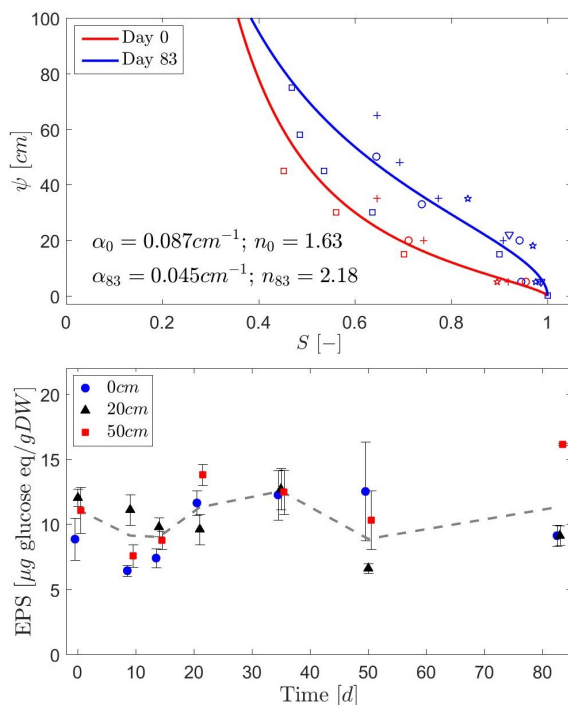 100
80
60
40
20
0
ψ [cm]
Day 0
Day 83
α₀ = 0.087cm⁻¹; n₀ = 1.63
α₈₃ = 0.045cm⁻¹; n₈₃ = 2.18
0 0.2 0.4 0.6 0.8 1
S [−]
20
15
10
5
0
EPS [μg glucose eq/gDW]
0cm
20cm
50cm
0 10 20 30 40 50 60 70 80
Time [d]